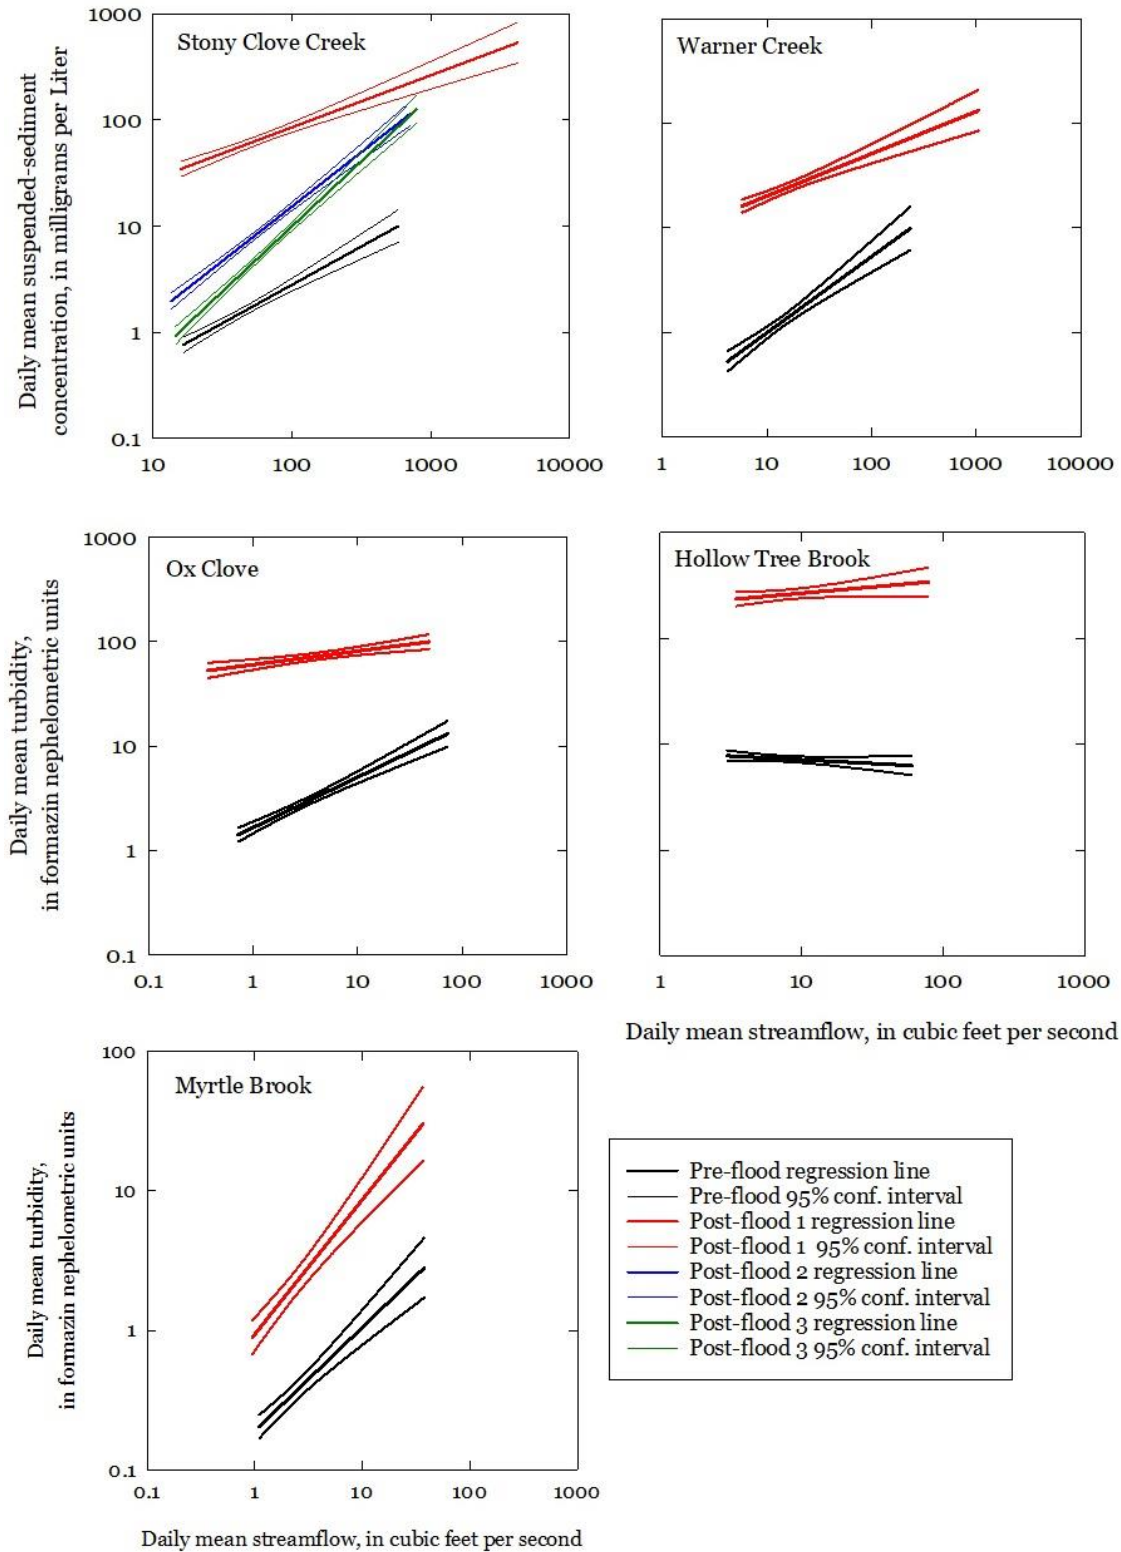 Daily mean suspended-sediment
concentration, in milligrams per Liter
1000
100
10
1
0.1
Stony Clove Creek
10 100 1000 10000
Warner Creek
1 10 100 1000 10000
Daily mean turbidity,
in formazin nephelometric units
1000
100
10
1
0.1
Ox Clove
0.1 1 10 100 1000
Hollow Tree Brook
1 10 100 1000
Daily mean streamflow, in cubic feet per second
Daily mean turbidity,
in formazin nephelometric units
100
10
1
0.1
Myrtle Brook
0.1 1 10 100 1000
Daily mean streamflow, in cubic feet per second
Pre-flood regression line
Pre-flood 95% conf. interval
Post-flood 1 regression line
Post-flood 1 95% conf. interval
Post-flood 2 regression line
Post-flood 2 95% conf. interval
Post-flood 3 regression line
Post-flood 3 95% conf. interval